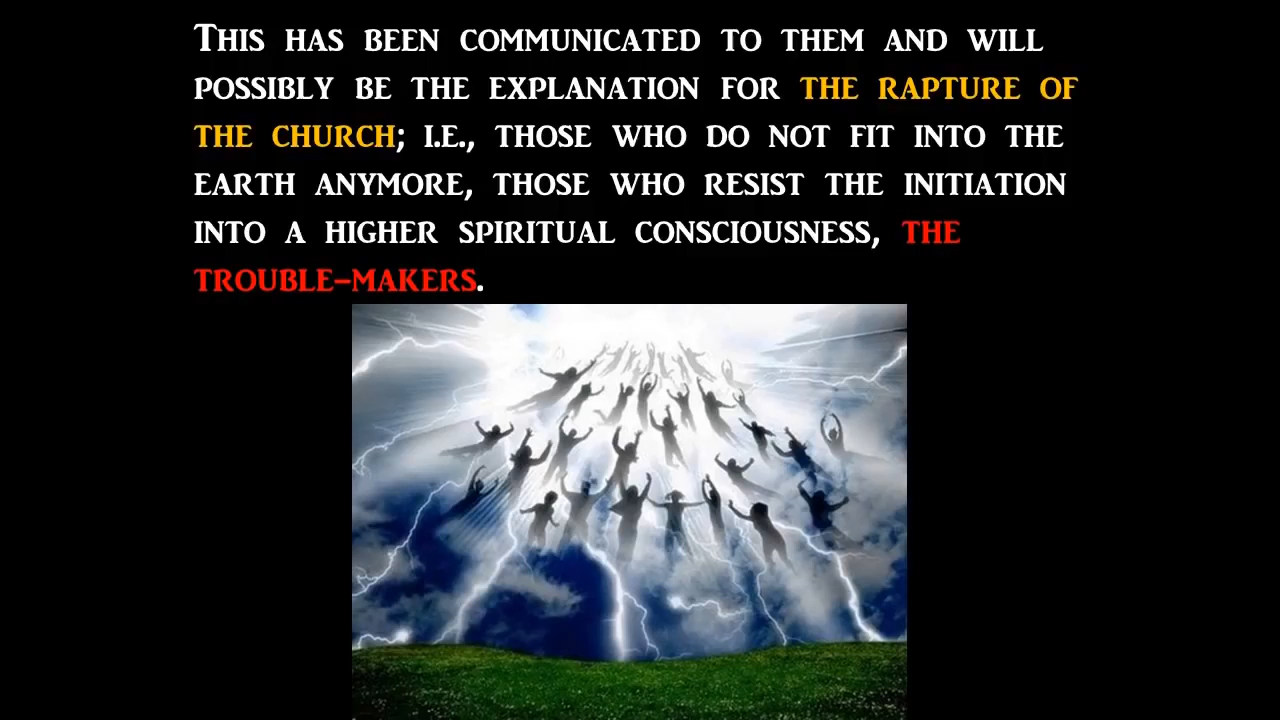 This has been communicated to them and will
possibly be the explanation for the rapture of
the church; i.e., those who do not fit into the
earth anymore, those who resist the initiation
into a higher spiritual consciousness, the
trouble-makers.